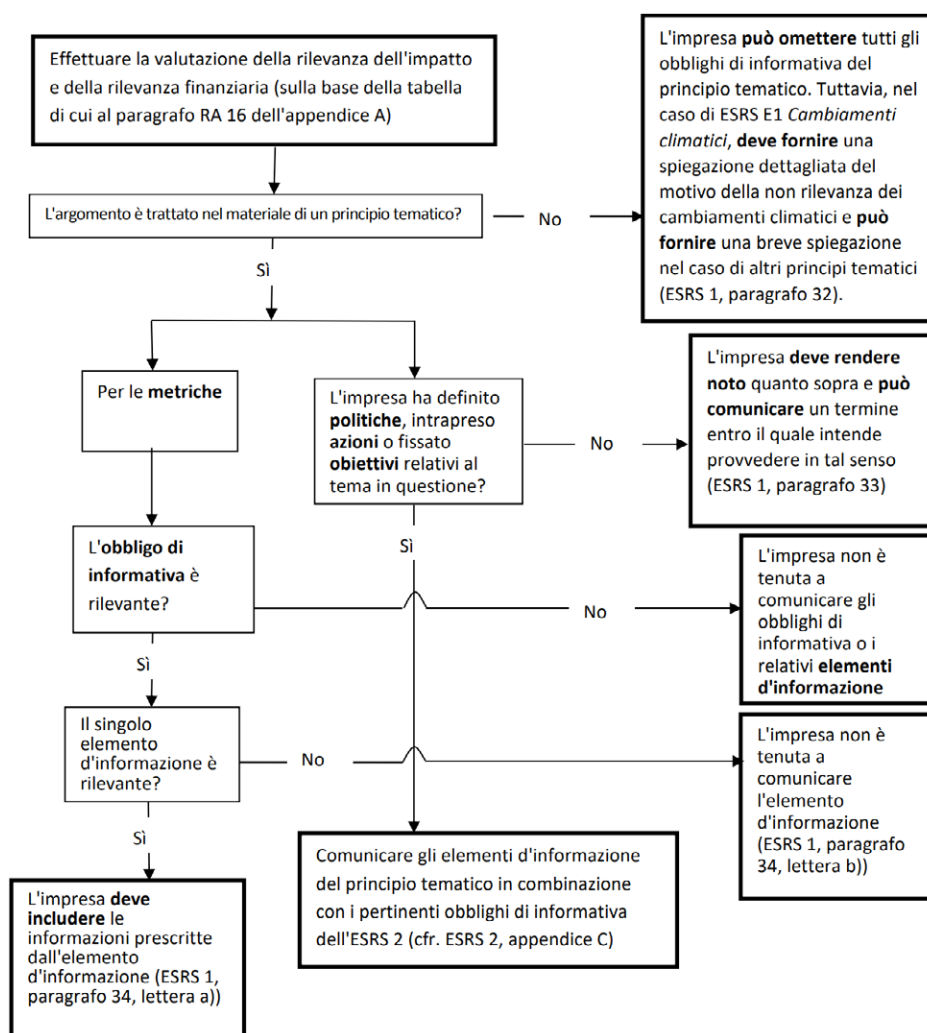 Effettuare la valutazione della rilevanza dell'impatto
e della rilevanza finanziaria (sulla base della tabella
di cui al paragrafo RA 16 dell'appendice A)
L'impresa può omettere tutti gli
obblighi di informativa del
principio tematico. Tuttavia, nel
caso di ESRS E1 Cambiamenti
climatici, deve fornire una
spiegazione dettagliata del
motivo della non rilevanza dei
cambiamenti climatici e può
fornire una breve spiegazione
nel caso di altri principi tematici
(ESRS 1, paragrafo 32).
L'argomento è trattato nel materiale di un principio tematico?
No
Sì
Per le metriche
L'impresa ha definito
politiche, intrapreso
azioni o fissato
obiettivi relativi al
tema in questione?
No
L'impresa deve rendere
noto quanto sopra e può
comunicare un termine
entro il quale intende
provvedere in tal senso
(ESRS 1, paragrafo 33)
Sì
L'obbligo di
informativa è
rilevante?
No
L'impresa non è
tenuta a
comunicare gli
obblighi di
informativa o i
relativi elementi
d'informazione
Sì
Il singolo
elemento
d'informazione è
rilevante?
No
L'impresa non è
tenuta a
comunicare
l'elemento
d'informazione
(ESRS 1, paragrafo
34, lettera b))
Sì
Comunicare gli elementi d'informazione
del principio tematico in combinazione
con i pertinenti obblighi di informativa
dell'ESRS 2 (cfr. ESRS 2, appendice C)
L'impresa deve
includere le
informazioni prescritte
dall'elemento
d'informazione (ESRS 1,
paragrafo 34, lettera a))